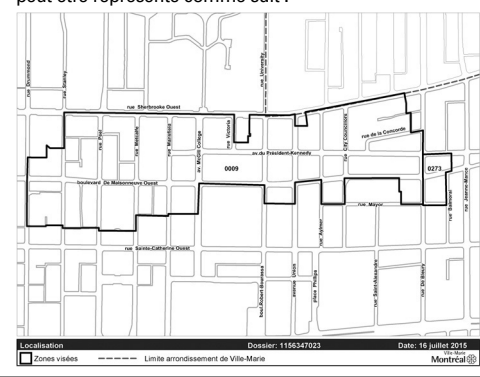 peut être représenté comme suit :
rue Drummond
rue Stanley
rue University
rue Sherbrooke Ouest
rue Peel
rue Metcalfe
rue Mansfield
av. McGill College
rue Victoria
rue City Councillors
rue de la Concorde
av. du Président-Kennedy
0009
0273
boulevard De Maisonneuve Ouest
rue Mayor
rue Balmoral
rue Jeanne-Mance
rue Aylmer
rue Sainte-Catherine Ouest
boul. Robert-Bourassa
avenue Union
place Phillips
rue Saint-Alexandre
rue De Bleury
Localisation Dossier: 1156347023 Date: 16 juillet 2015
Zones visées Limite arrondissement de Ville-Marie
Ville-Marie
Montréal